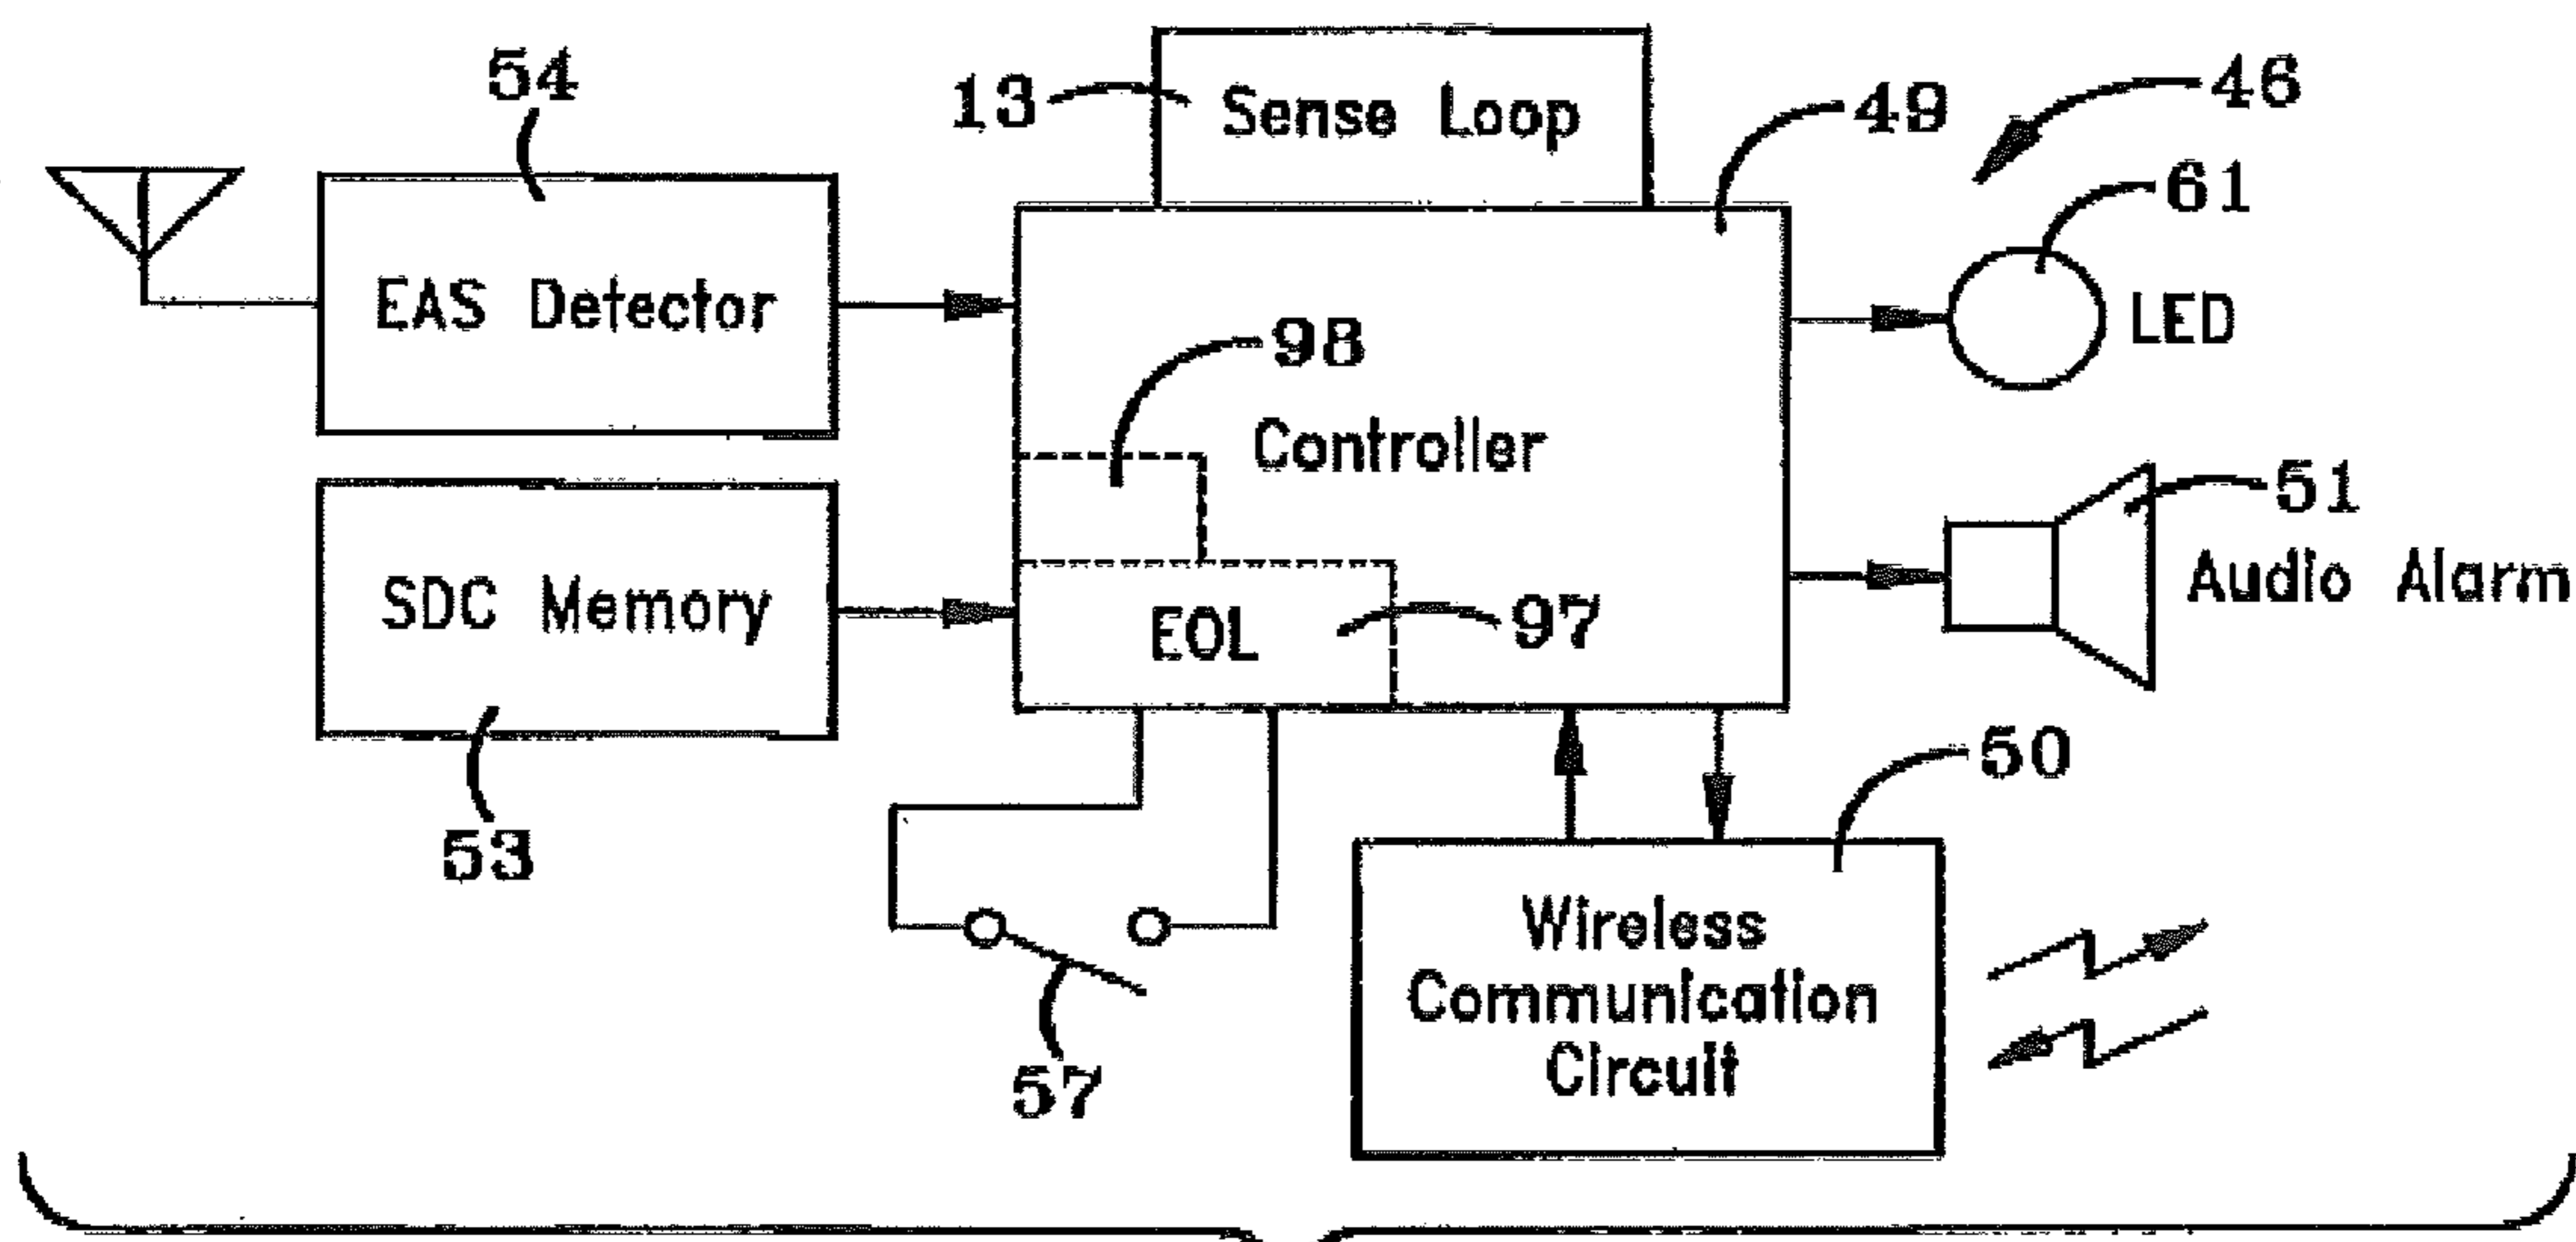 54
13
Sense Loop
49
46
61
EAS Detector
LED
98
Controller
51
Audio Alarm
SDC Memory
EOL
97
53
50
57
Wireless
Communication
Circuit